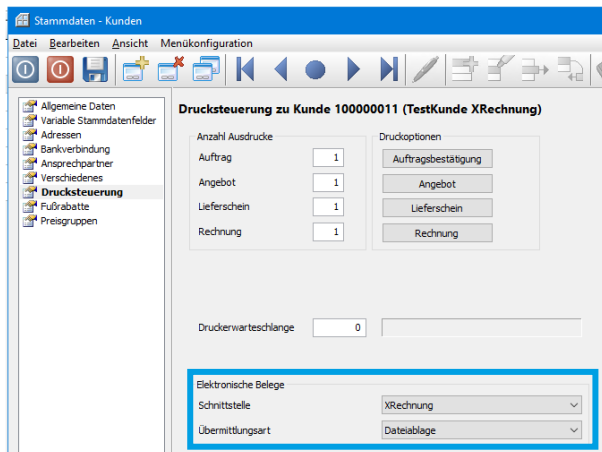 Stammdaten - Kunden
Datei Bearbeiten Ansicht Menükonfiguration
Allgemeine Daten
Variable Stammdatenfelder
Adressen
Bankverbindung
Ansprechpartner
Verschiedenes
Drucksteuerung
Fußrabatte
Preisgruppen
Drucksteuerung zu Kunde 100000011 (TestKunde XRechnung)
Anzahl Ausdrucke
Auftrag 1
Angebot 1
Lieferschein 1
Rechnung 1
Druckoptionen
Auftragsbestätigung
Angebot
Lieferschein
Rechnung
Druckerwarteschlange 0
Elektronische Belege
Schnittstelle XRechnung
Übermittlungsart Dateiablage